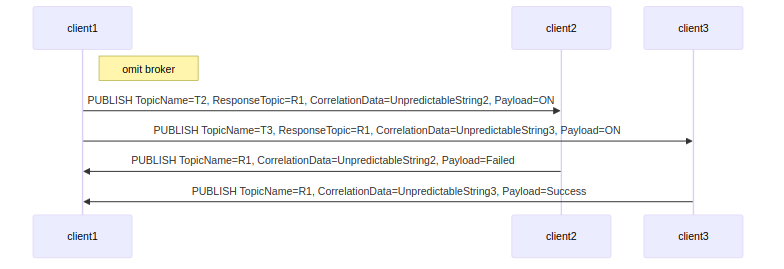 client1
client2
client3
omit broker
PUBLISH TopicName=T2, ResponseTopic=R1, CorrelationData=UnpredictableString2, Payload=ON
PUBLISH TopicName=T3, ResponseTopic=R1, CorrelationData=UnpredictableString3, Payload=ON
PUBLISH TopicName=R1, CorrelationData=UnpredictableString2, Payload=Failed
PUBLISH TopicName=R1, CorrelationData=UnpredictableString3, Payload=Success
client1
client2
client3